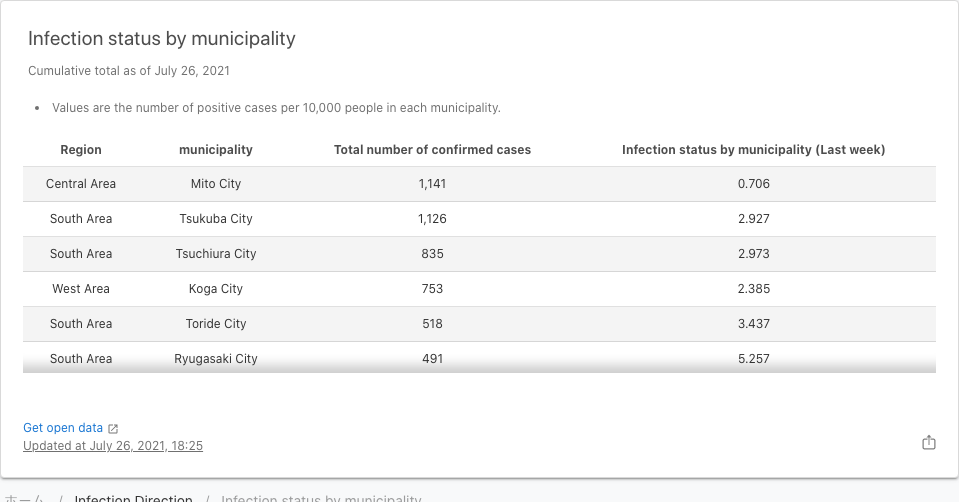 Infection status by municipality
Cumulative total as of July 26, 2021
• Values are the number of positive cases per 10,000 people in each municipality.
Region municipality Total number of confirmed cases Infection status by municipality (Last week)
Central Area Mito City 1,141 0.706
South Area Tsukuba City 1,126 2.927
South Area Tsuchiura City 835 2.973
West Area Koga City 753 2.385
South Area Toride City 518 3.437
South Area Ryugasaki City 491 5.257
Get open data
Updated at July 26, 2021, 18:25
ホーム / Infection Direction / Infection status by municipality